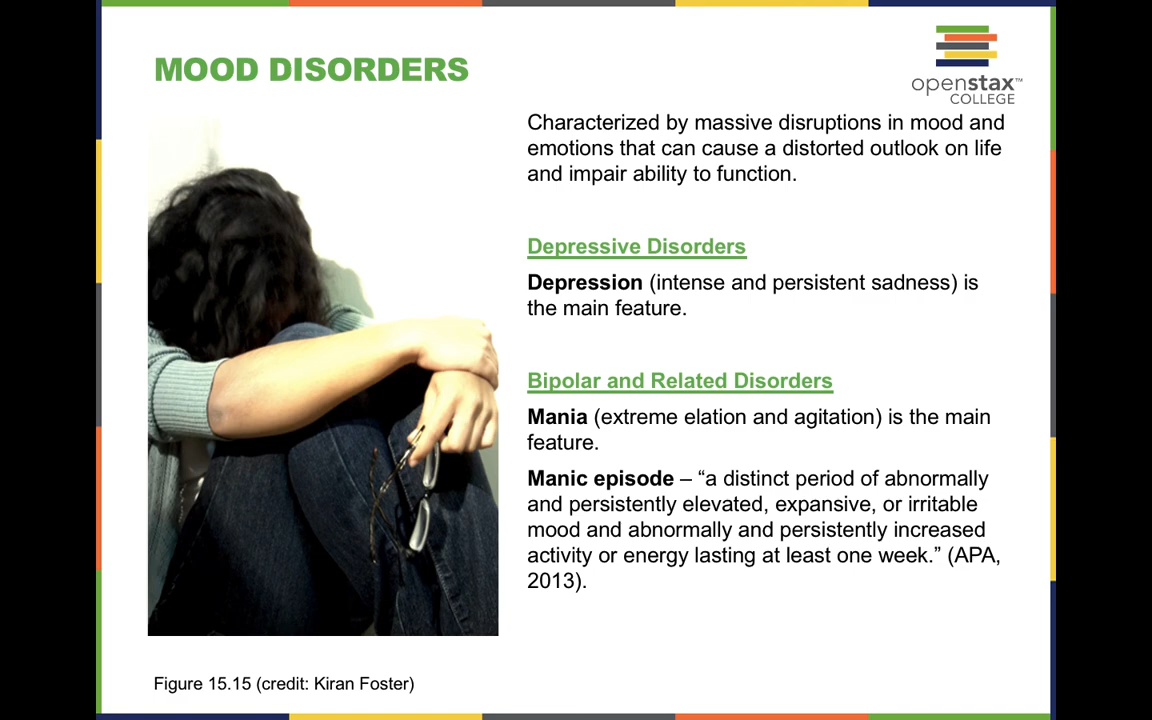 MOOD DISORDERS
openstax™
COLLEGE
Characterized by massive disruptions in mood and
emotions that can cause a distorted outlook on life
and impair ability to function.
Depressive Disorders
Depression (intense and persistent sadness) is
the main feature.
Bipolar and Related Disorders
Mania (extreme elation and agitation) is the main
feature.
Manic episode – “a distinct period of abnormally
and persistently elevated, expansive, or irritable
mood and abnormally and persistently increased
activity or energy lasting at least one week.” (APA,
2013).
Figure 15.15 (credit: Kiran Foster)